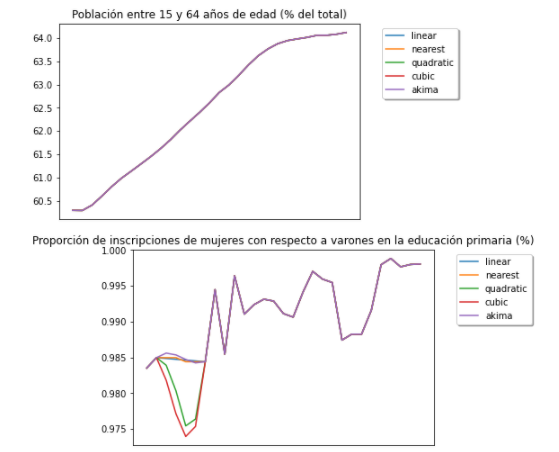 Población entre 15 y 64 años de edad (% del total)
64.0
63.5
63.0
62.5
62.0
61.5
61.0
60.5
linear
nearest
quadratic
cubic
akima
Proporción de inscripciones de mujeres con respecto a varones en la educación primaria (%)
1.000
0.995
0.990
0.985
0.980
0.975
linear
nearest
quadratic
cubic
akima